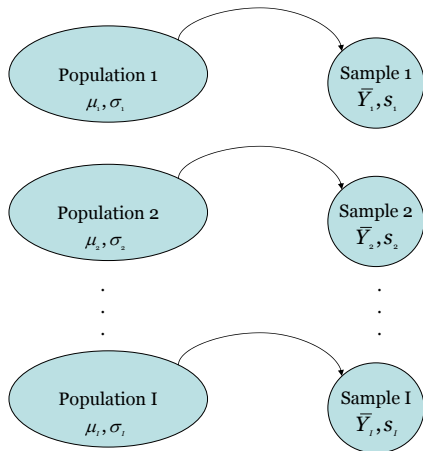 Population 1
μ₁, σ₁
Sample 1
Ȳ₁, s₁
Population 2
μ₂, σ₂
Sample 2
Ȳ₂, s₂
Population I
μ_I, σ_I
Sample I
Ȳ_I, s_I